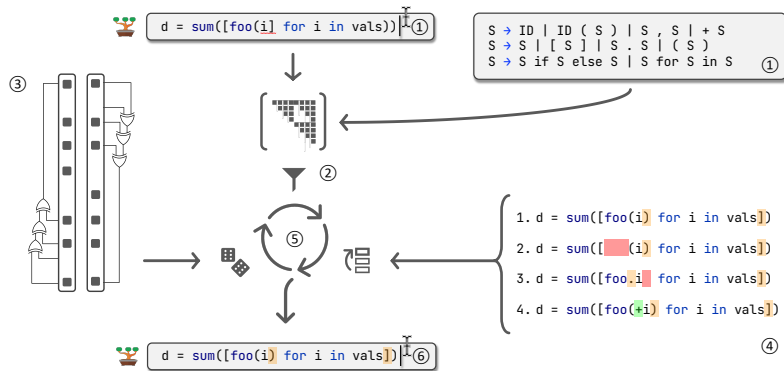 d = sum([foo(i] for i in vals))
①
S → ID | ID ( S ) | S , S | + S
S → S | [ S ] | S . S | ( S )
S → S if S else S | S for S in S
①
③
②
⑤
1. d = sum([foo(i) for i in vals])
2. d = sum([ (i) for i in vals])
3. d = sum([foo.i  for i in vals])
4. d = sum([foo(+i) for i in vals])
④
d = sum([foo(i) for i in vals])
⑥